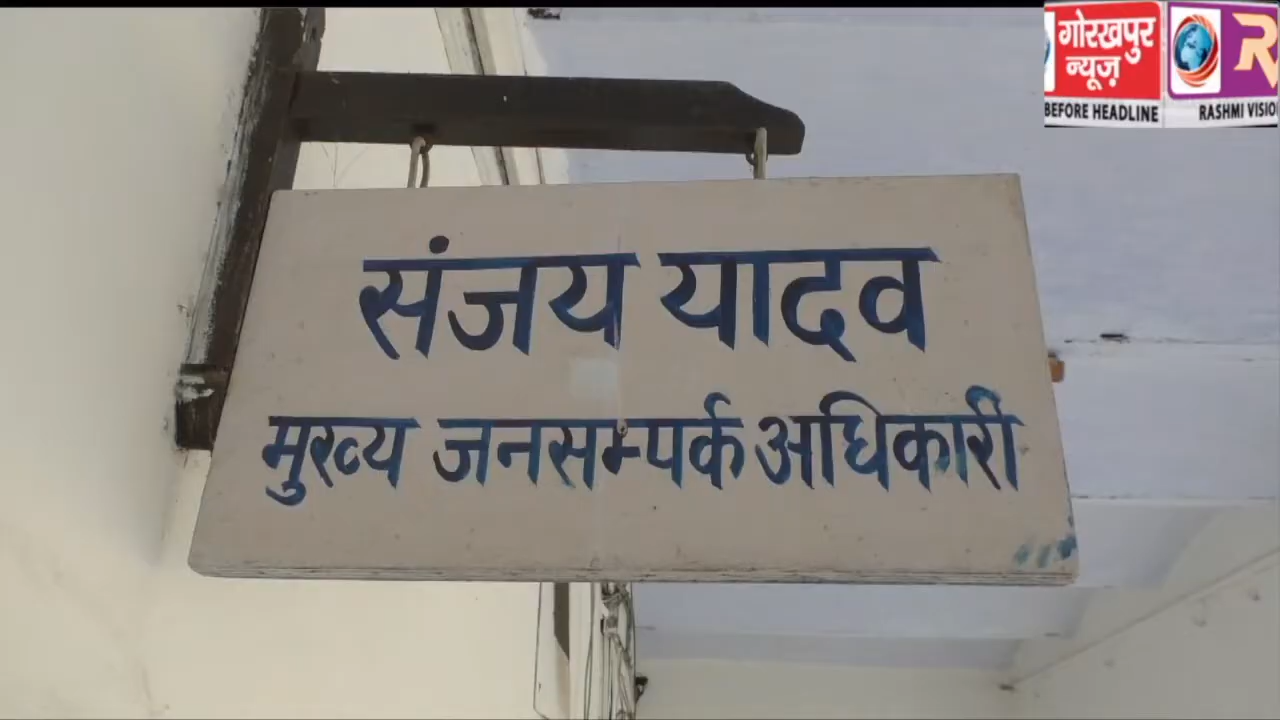 गोरखपुर
न्यूज़
BEFORE HEADLINE
R
RASHMI VISIO
संजय यादव
मुख्य जनसम्पर्क अधिकारी